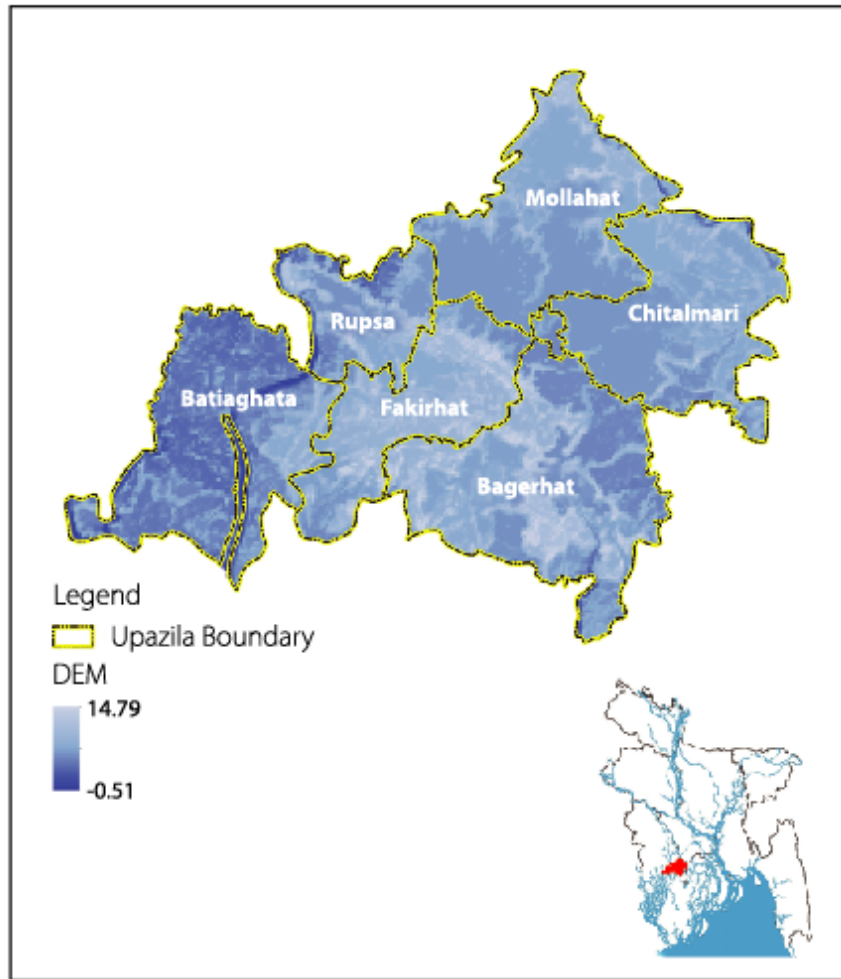 Mollahat
Chitalmari
Rupsa
Batiaghata
Fakirhat
Bagerhat
Legend
Upazila Boundary
DEM
14.79
-0.51